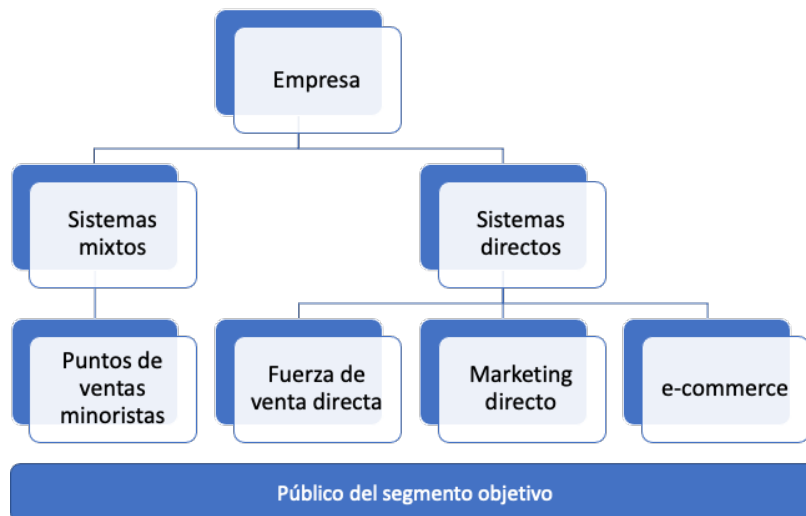 Empresa
Sistemas
mixtos
Sistemas
directos
Puntos de
ventas
minoristas
Fuerza de
venta directa
Marketing
directo
e-commerce
Público del segmento objetivo